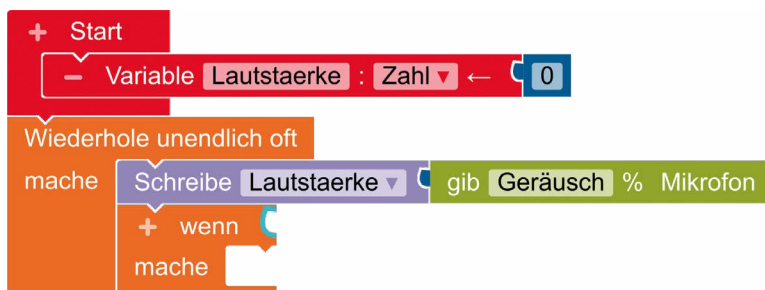 + Start
– Variable Lautstaerke : Zahl ▾ ← 0
Wiederhole unendlich oft
mache Schreibe Lautstaerke ▾ gib Geräusch % Mikrofon
+ wenn
mache